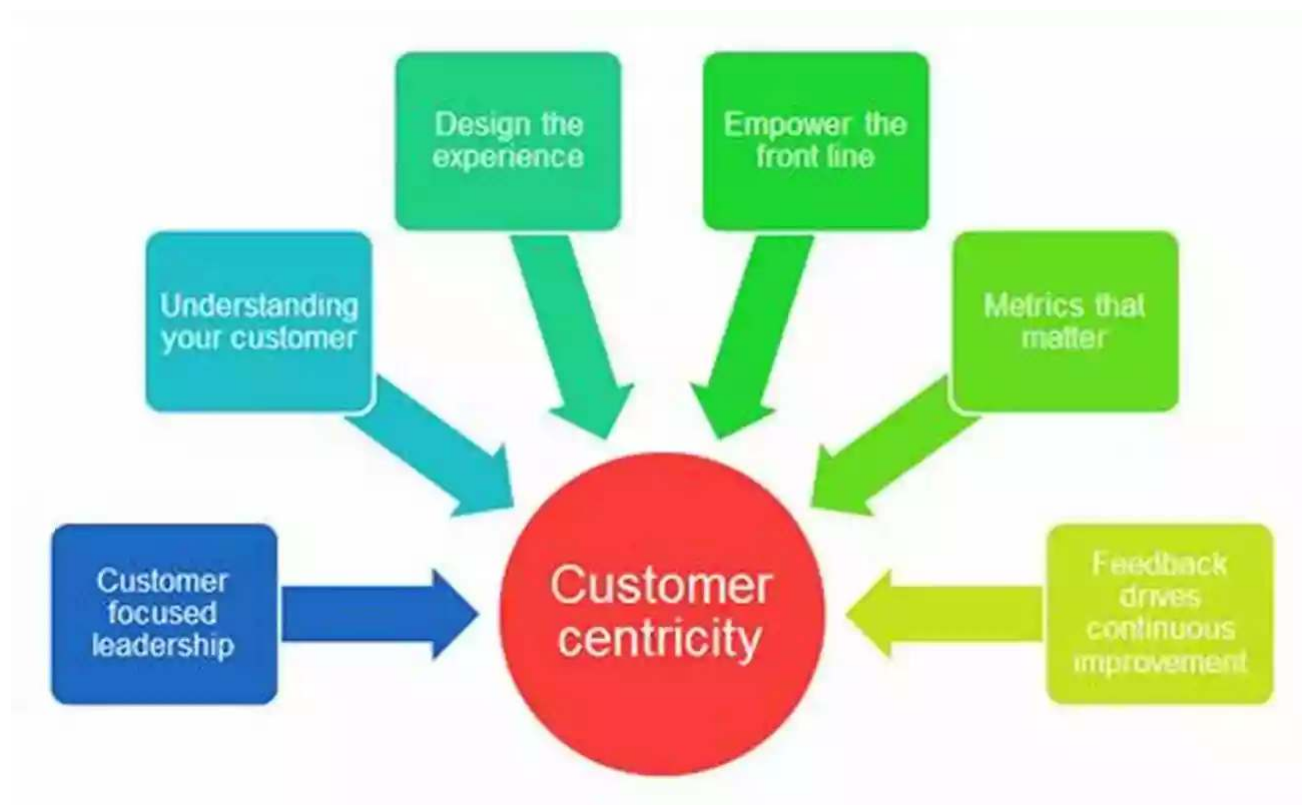 Design the
experience
Empower the
front line
Understanding
your customer
Metrics that
matter
Customer
focused
leadership
Customer
centricity
Feedback
drives
continuous
improvement